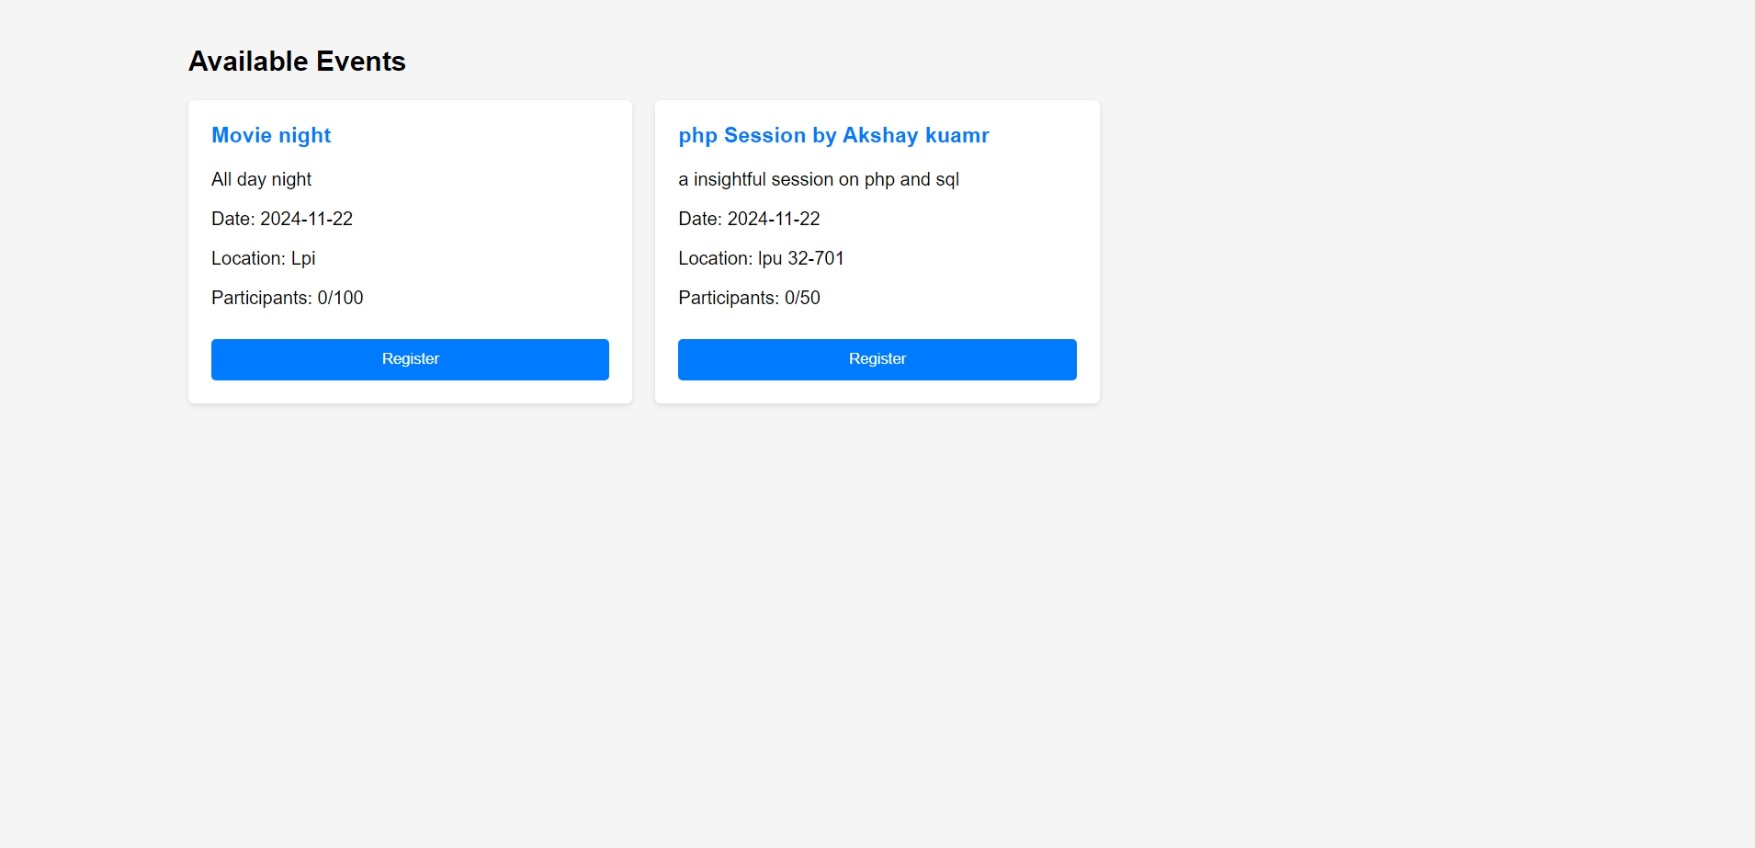 Available Events
Movie night
All day night
Date: 2024-11-22
Location: Lpi
Participants: 0/100
Register
php Session by Akshay kuamr
a insightful session on php and sql
Date: 2024-11-22
Location: lpu 32-701
Participants: 0/50
Register